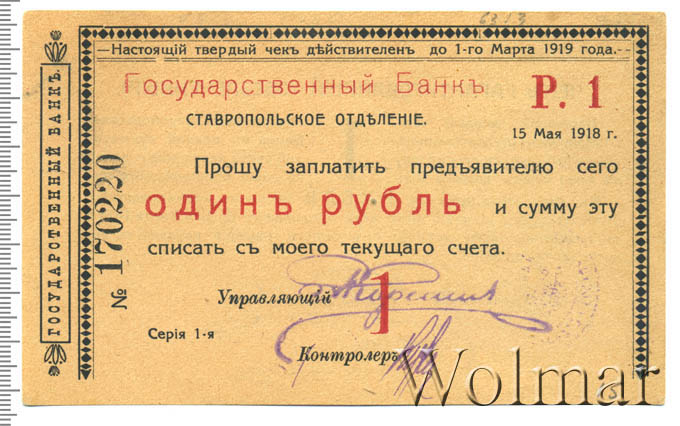 6313
Настоящій твердый чекъ дѣйствителенъ до 1-го Марта 1919 года.
Государственный Банкъ
Р. 1
СТАВРОПОЛЬСКОЕ ОТДѢЛЕНІЕ.
15 Мая 1918 г.
ГОСУДАРСТВЕННЫЙ БАНКЪ.
№ 170220
Прошу заплатить предъявителю сего
ОДИНЪ РУБЛЬ и сумму эту
списать съ моего текущаго счета.
Управляющій
1
Серія 1-я
Контролеръ
Wolmar